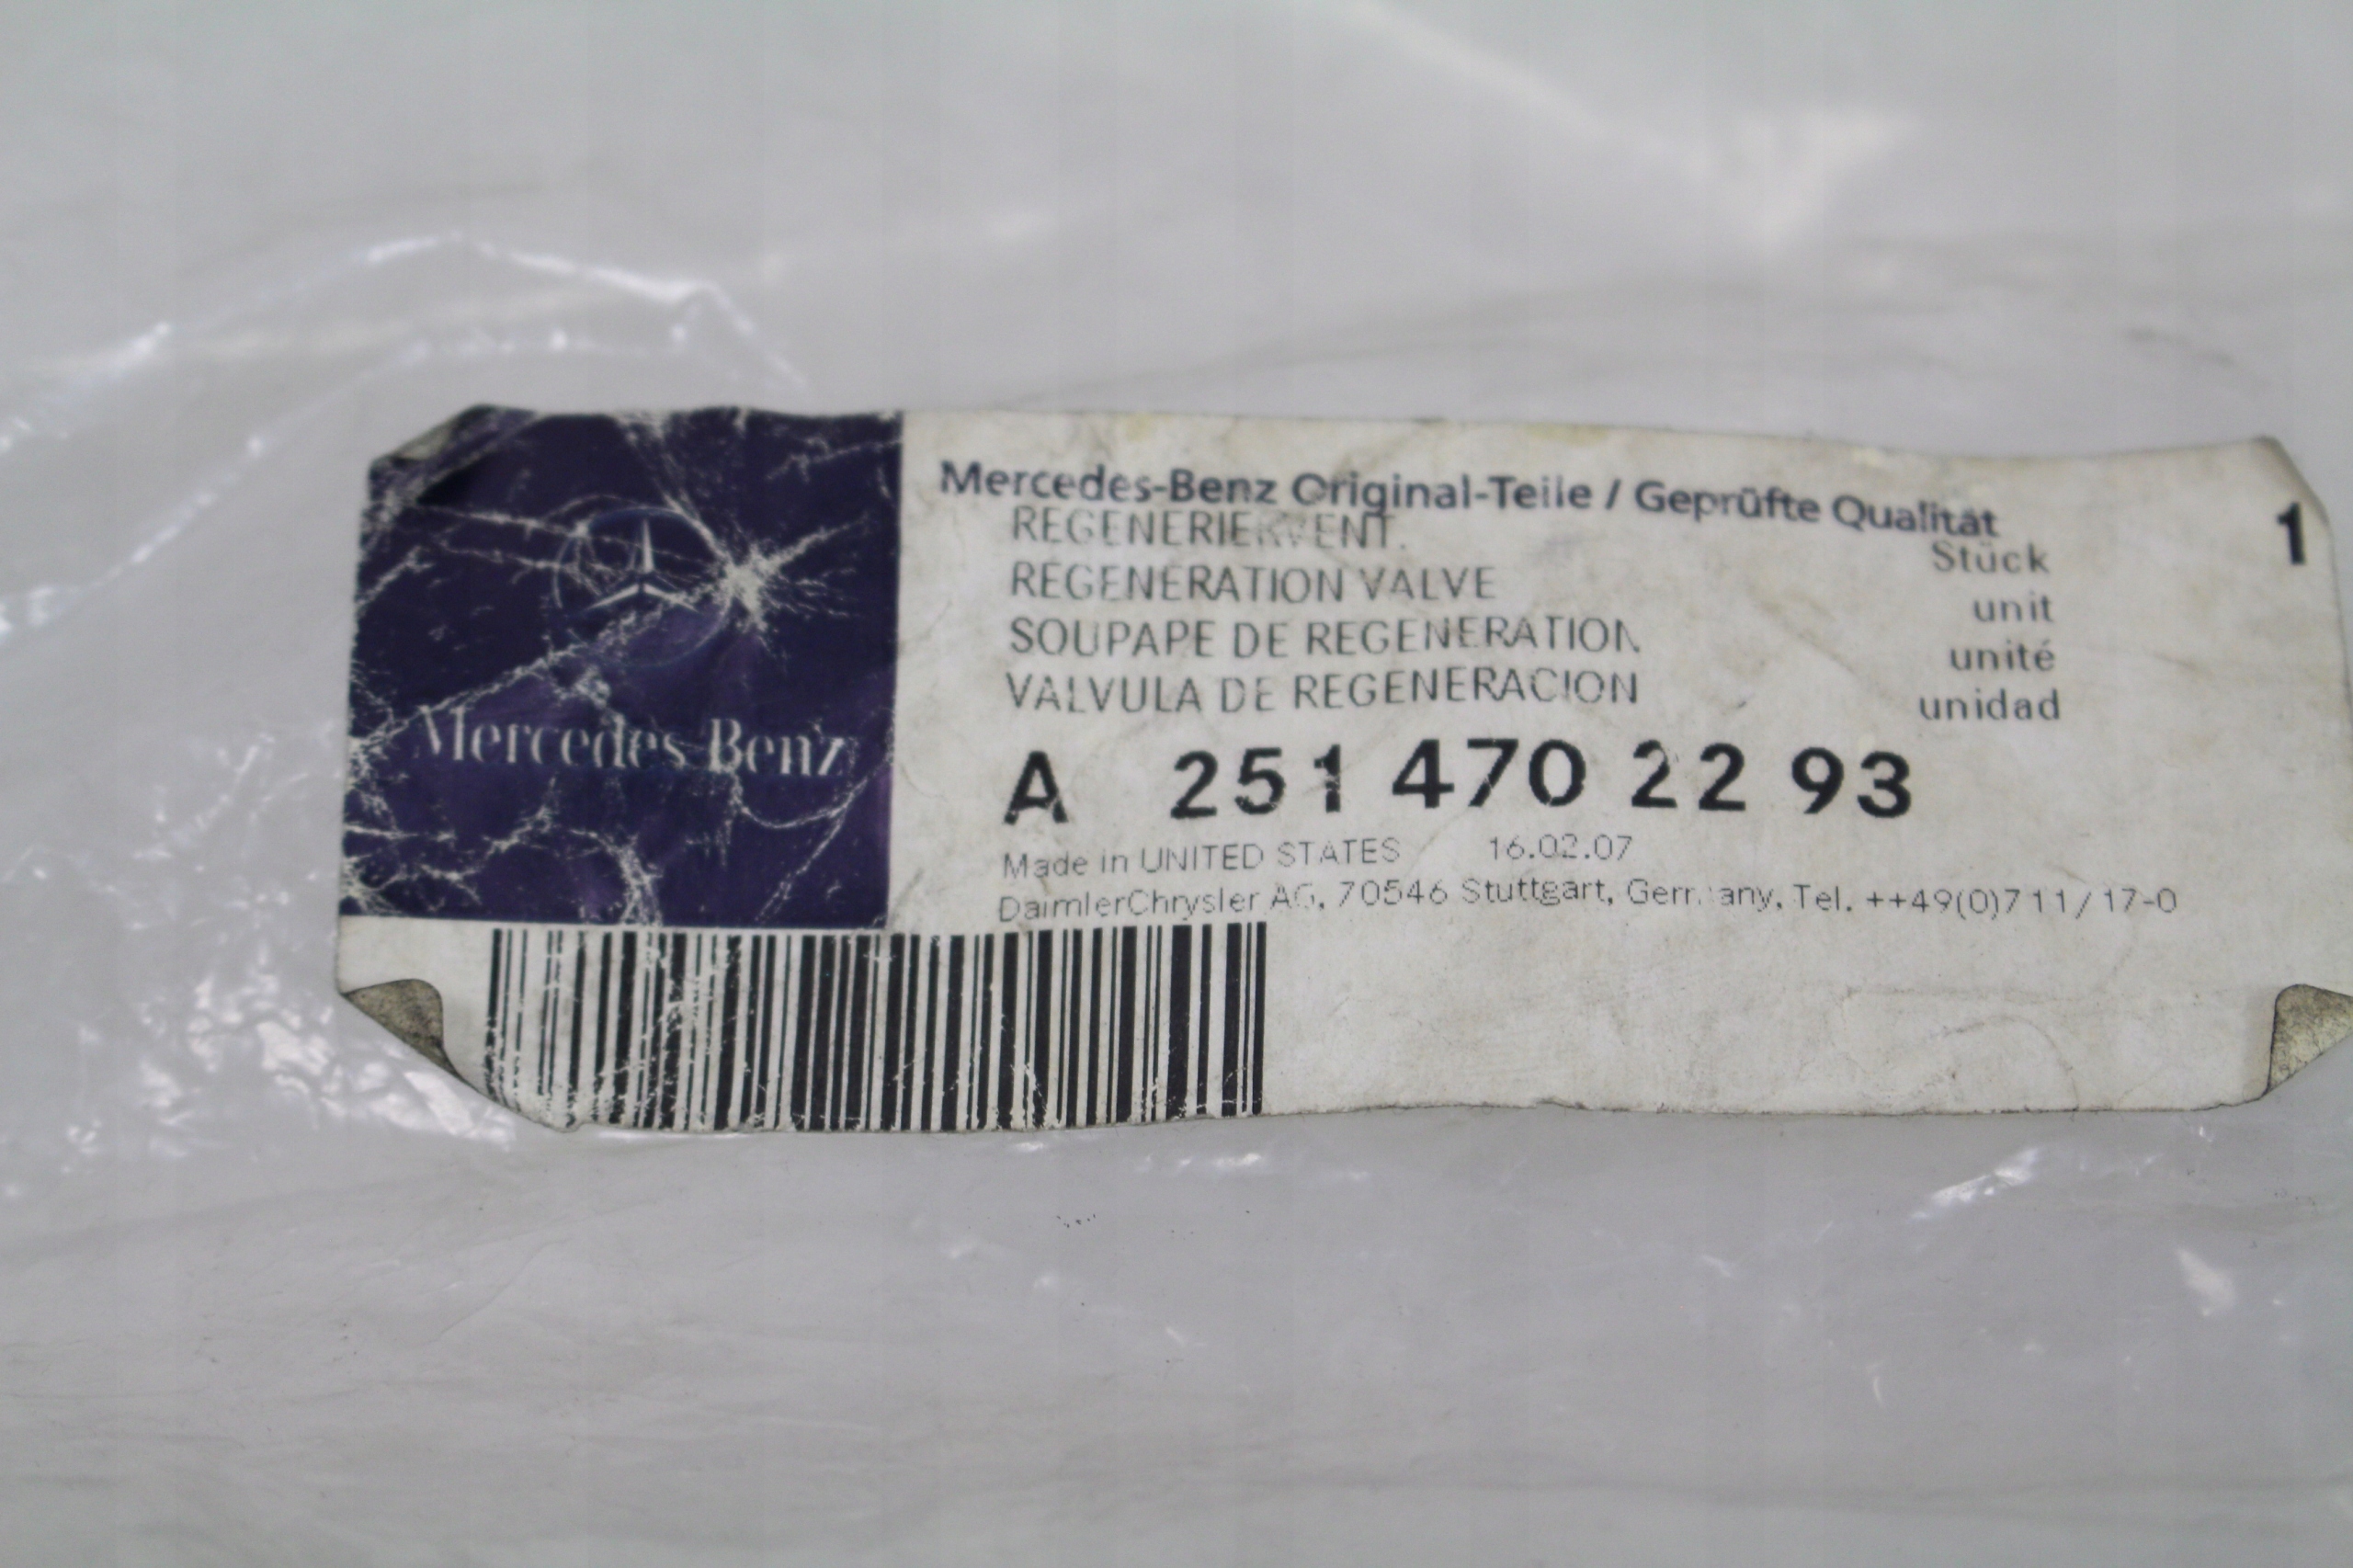 Mercedes-Benz
Mercedes-Benz Original-Teile / Geprüfte Qualität 1
REGENERIERVENT. Stück
REGENERATION VALVE unit
SOUPAPE DE REGENERATION unité
VALVULA DE REGENERACION unidad
A 251 470 22 93
Made in UNITED STATES 16.02.07
DaimlerChrysler AG, 70546 Stuttgart, Germany, Tel. ++49(0)711/17-0